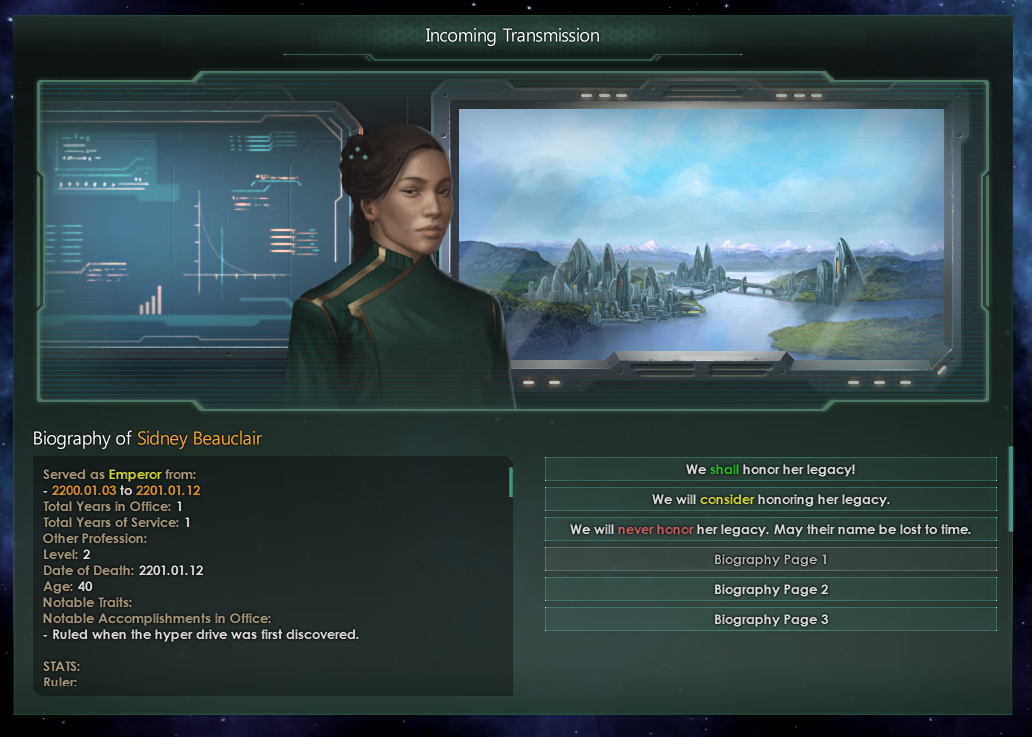 Incoming Transmission
Biography of Sidney Beauclair
Served as Emperor from:
- 2200.01.03 to 2201.01.12
Total Years in Office: 1
Total Years of Service: 1
Other Profession:
Level: 2
Date of Death: 2201.01.12
Age: 40
Notable Traits:
Notable Accomplishments in Office:
- Ruled when the hyper drive was first discovered.
STATS:
Ruler:
We shall honor her legacy!
We will consider honoring her legacy.
We will never honor her legacy. May their name be lost to time.
Biography Page 1
Biography Page 2
Biography Page 3